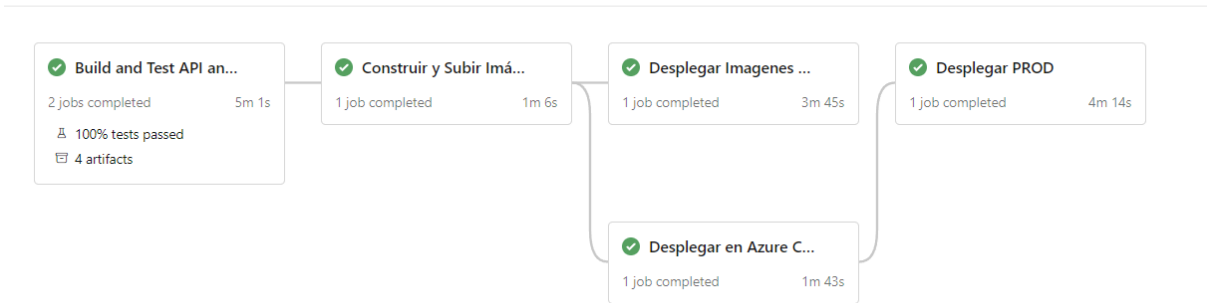 Build and Test API an...
2 jobs completed 5m 1s
100% tests passed
4 artifacts
Construir y Subir Imá...
1 job completed 1m 6s
Desplegar Imagenes ...
1 job completed 3m 45s
Desplegar PROD
1 job completed 4m 14s
Desplegar en Azure C...
1 job completed 1m 43s